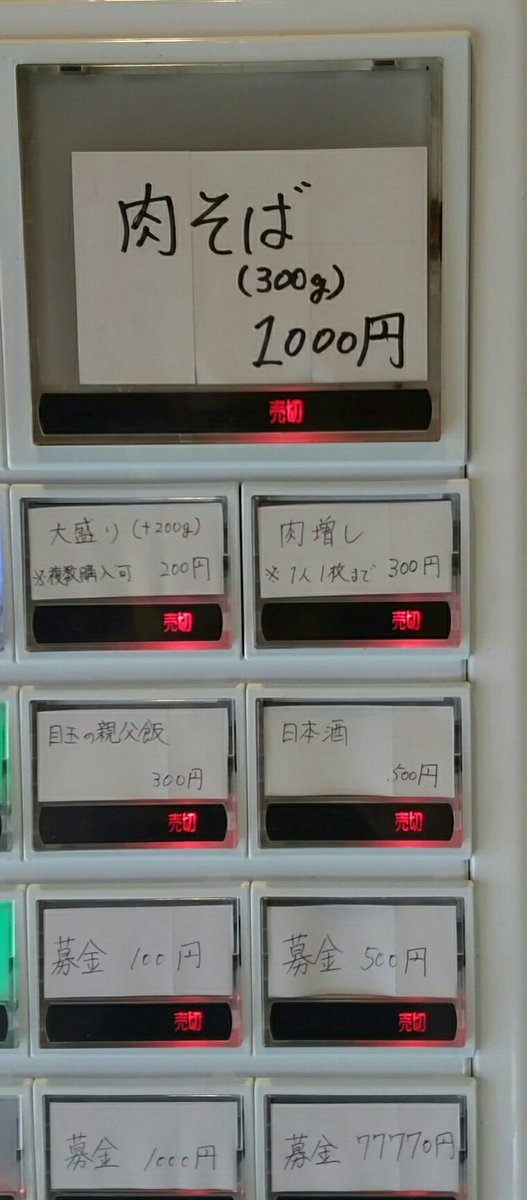 肉そば
(300g)
1000円
売切
大盛り(+200g)
※複数購入可 200円
売切
肉増し
※1人1枚まで 300円
売切
目玉の親父飯
300円
売切
日本酒
500円
売切
募金 100円
売切
募金 500円
売切
募金 1000円
募金 77770円